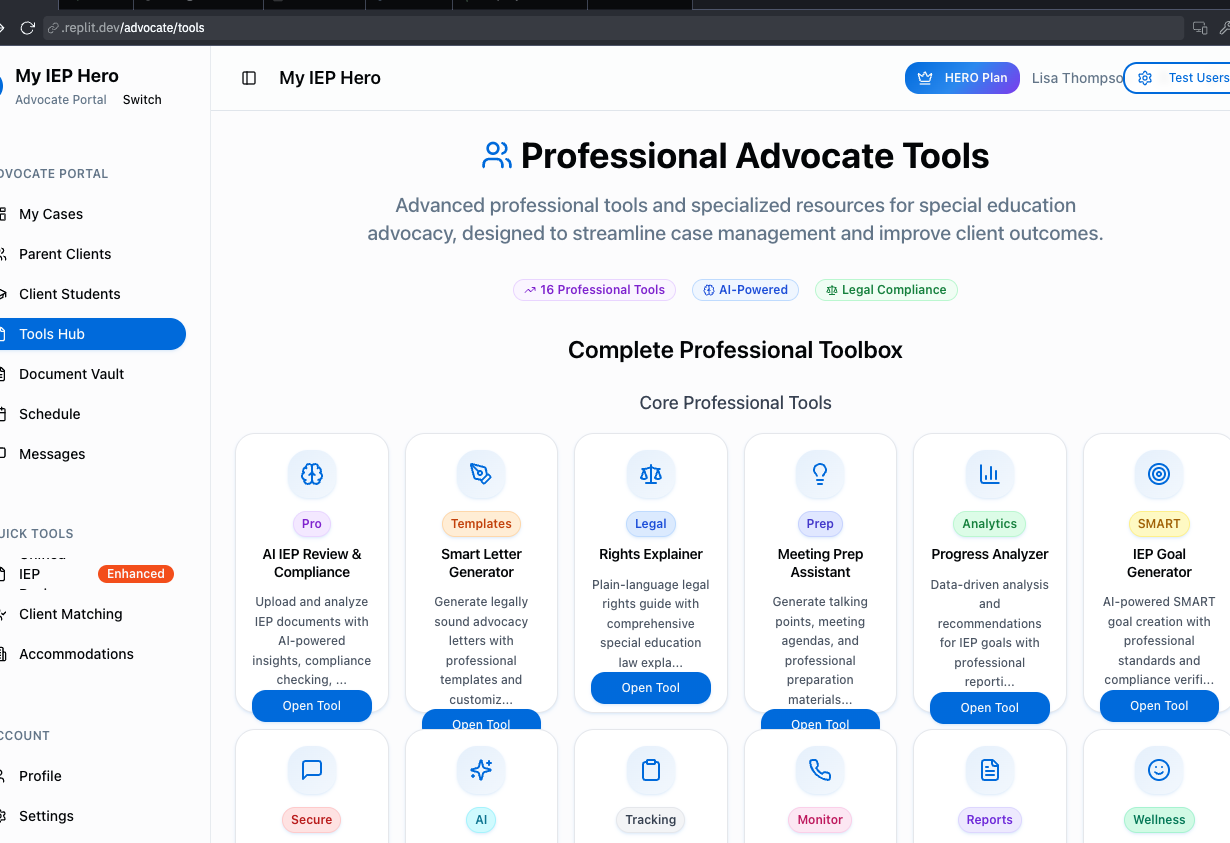 .replit.dev/advocate/tools
My IEP Hero
Advocate Portal Switch
My IEP Hero
HERO Plan
Lisa Thompso
Test Users
DVOCATE PORTAL
My Cases
Parent Clients
Client Students
Tools Hub
Document Vault
Schedule
Messages
UICK TOOLS
IEP
Enhanced
Client Matching
Accommodations
CCOUNT
Profile
Settings
Professional Advocate Tools
Advanced professional tools and specialized resources for special education
advocacy, designed to streamline case management and improve client outcomes.
16 Professional Tools
AI-Powered
Legal Compliance
Complete Professional Toolbox
Core Professional Tools
Pro
AI IEP Review &
Compliance
Upload and analyze
IEP documents with
AI-powered
insights, compliance
checking, ...
Open Tool
Templates
Smart Letter
Generator
Generate legally
sound advocacy
letters with
professional
templates and
customiz...
Open Tool
Legal
Rights Explainer
Plain-language legal
rights guide with
comprehensive
special education
law expla...
Open Tool
Prep
Meeting Prep
Assistant
Generate talking
points, meeting
agendas, and
professional
preparation
materials...
Open Tool
Analytics
Progress Analyzer
Data-driven analysis
and
recommendations
for IEP goals with
professional
reporti...
Open Tool
SMART
IEP Goal
Generator
AI-powered SMART
goal creation with
professional
standards and
compliance verifi...
Open Tool
Secure
AI
Tracking
Monitor
Reports
Wellness